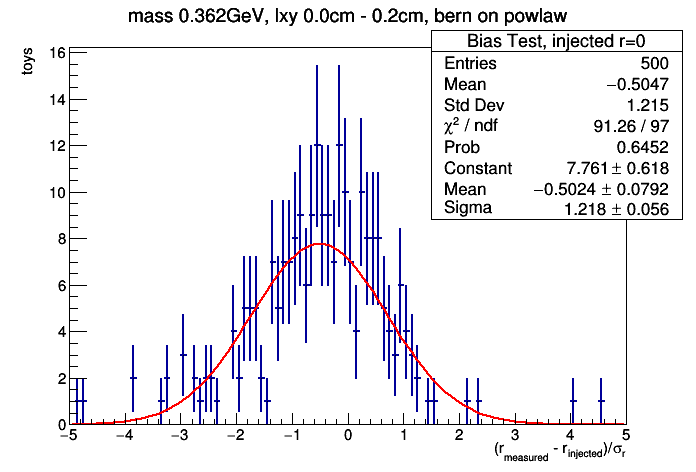 mass 0.362GeV, lxy 0.0cm - 0.2cm, bern on powlaw
Bias Test, injected r=0
Entries 500
Mean −0.5047
Std Dev 1.215
χ² / ndf 91.26 / 97
Prob 0.6452
Constant 7.761 ± 0.618
Mean −0.5024 ± 0.0792
Sigma 1.218 ± 0.056
toys
16
14
12
10
8
6
4
2
0
−5 −4 −3 −2 −1 0 1 2 3 4 5
(r_measured - r_injected)/σ_r